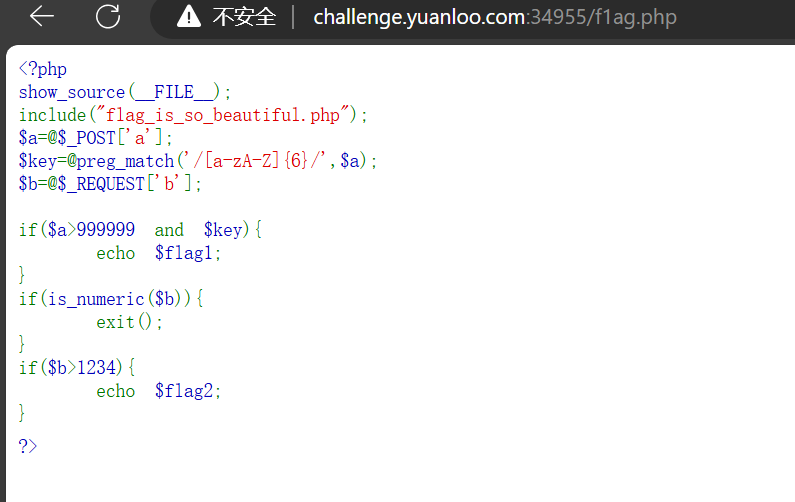 不安全 | challenge.yuanloo.com:34955/f1ag.php
<?php
show_source(__FILE__);
include("flag_is_so_beautiful.php");
$a=@$_POST['a'];
$key=@preg_match('/[a-zA-Z]{6}/',$a);
$b=@$_REQUEST['b'];
if($a>999999 and $key){
echo $flag1;
}
if(is_numeric($b)){
exit();
}
if($b>1234){
echo $flag2;
}
?>